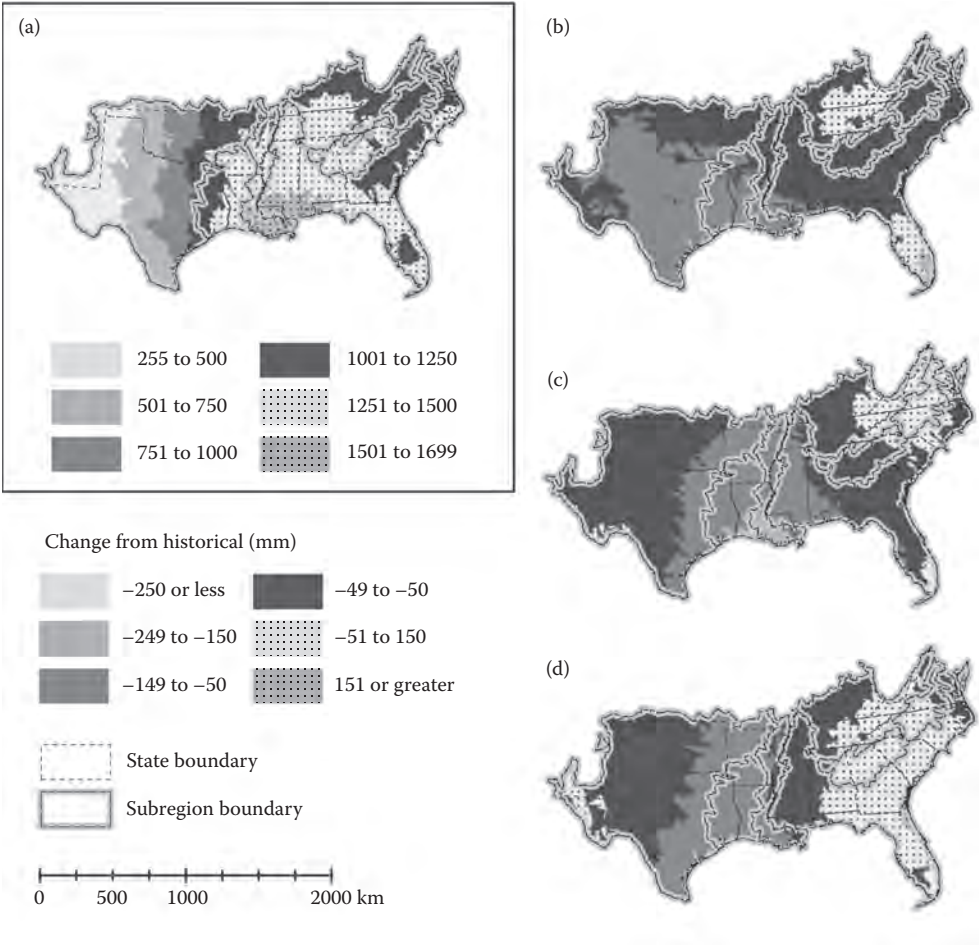 (a)
255 to 500
501 to 750
751 to 1000
1001 to 1250
1251 to 1500
1501 to 1699
Change from historical (mm)
–250 or less
–249 to –150
–149 to –50
–49 to –50
–51 to 150
151 or greater
State boundary
Subregion boundary
0 500 1000 2000 km
(b)
(c)
(d)